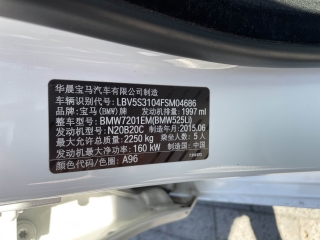 华晨宝马汽车有限公司制造
车辆识别代号: LBV5S3104FSM04686
品牌: 宝马(BMW)牌 发动机排量: 1997 ml
整车型号: BMW7201EM(BMW525Li)
发动机型号: N20B20C 制造年月: 2015.06
最大允许总质量: 2250 kg 乘坐人数: 5 人
发动机最大净功率: 160 kW 制造国: 中国
颜色代码/色圈: A96